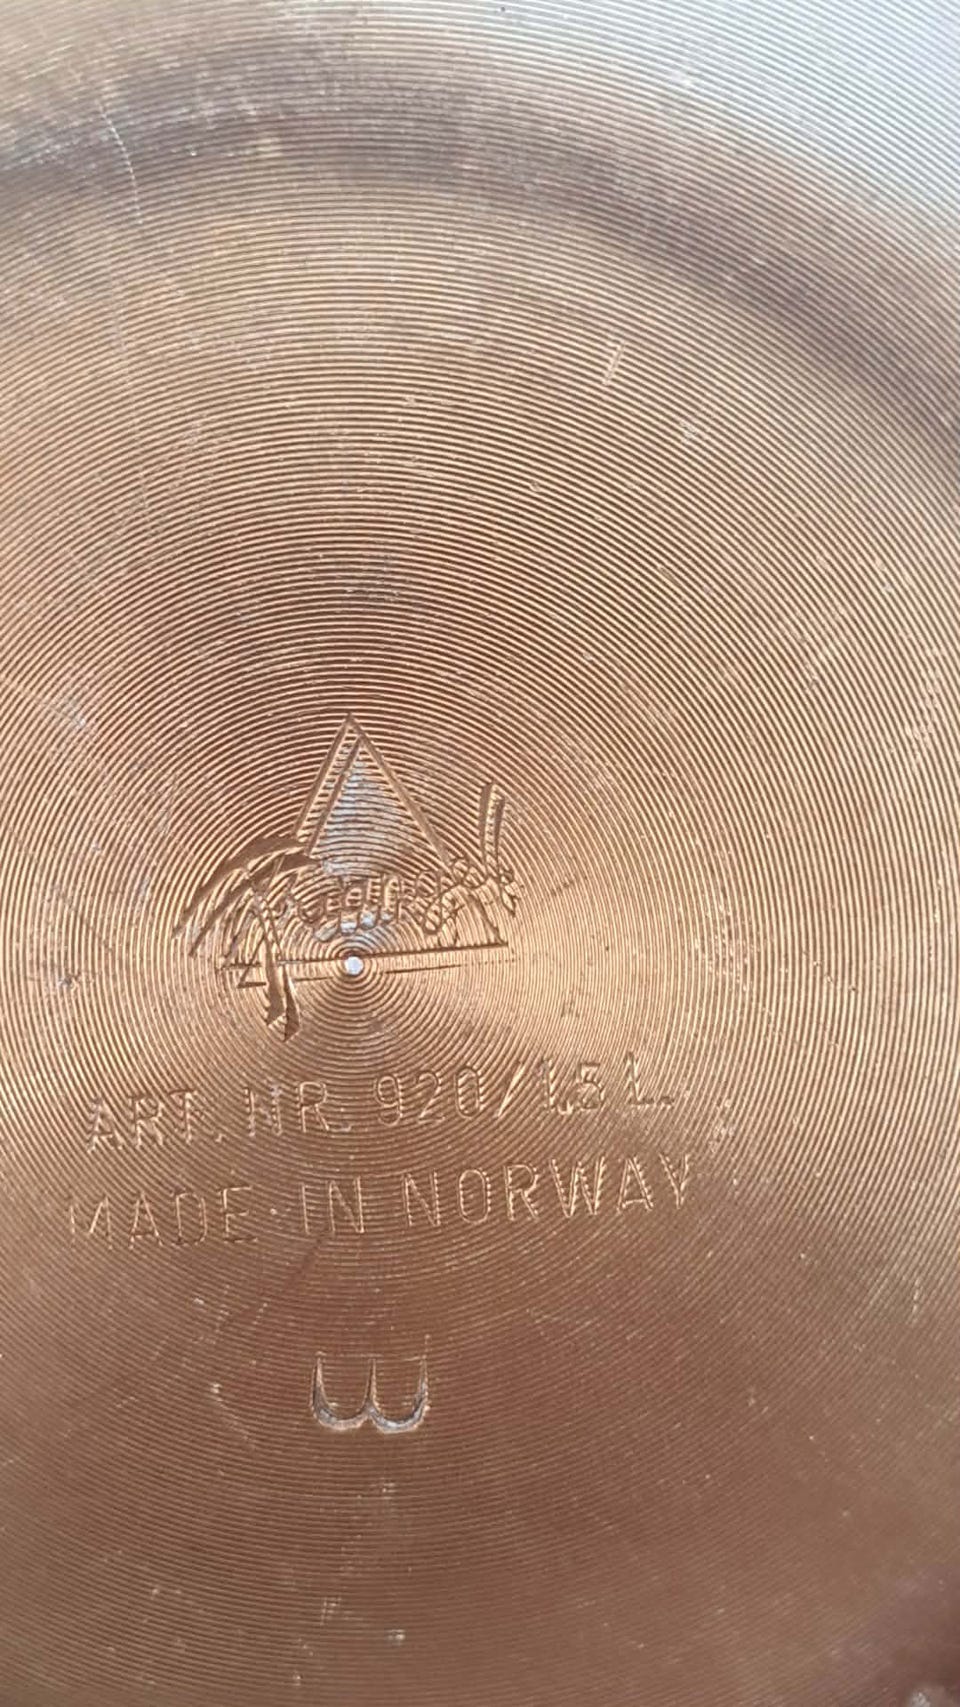 ART. NR. 920/1.5 L.
MADE IN NORWAY
B